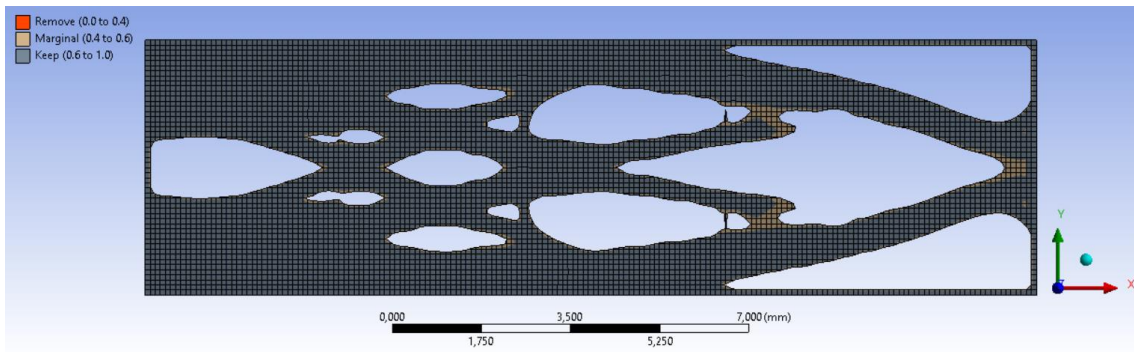 Remove (0.0 to 0.4)
Marginal (0.4 to 0.6)
Keep (0.6 to 1.0)
Y
X
0,000 3,500 7,000 (mm)
1,750 5,250